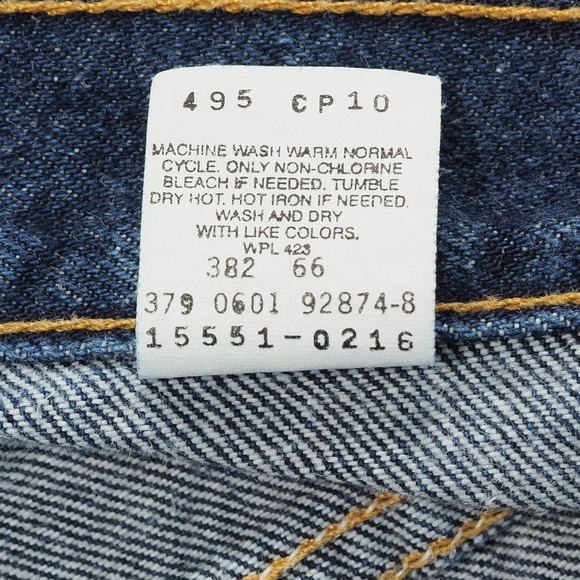 495 CP10
MACHINE WASH WARM NORMAL
CYCLE. ONLY NON-CHLORINE
BLEACH IF NEEDED. TUMBLE
DRY HOT. HOT IRON IF NEEDED.
WASH AND DRY
WITH LIKE COLORS.
WPL 423
382 66
379 0601 92874-8
15551-0216